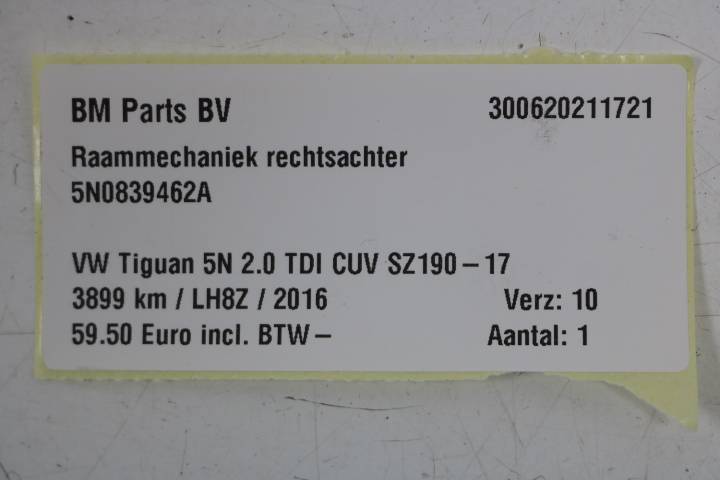 BM Parts BV 300620211721
Raammechaniek rechtsachter
5N0839462A
VW Tiguan 5N 2.0 TDI CUV SZ190 – 17
3899 km / LH8Z / 2016 Verz: 10
59.50 Euro incl. BTW – Aantal: 1